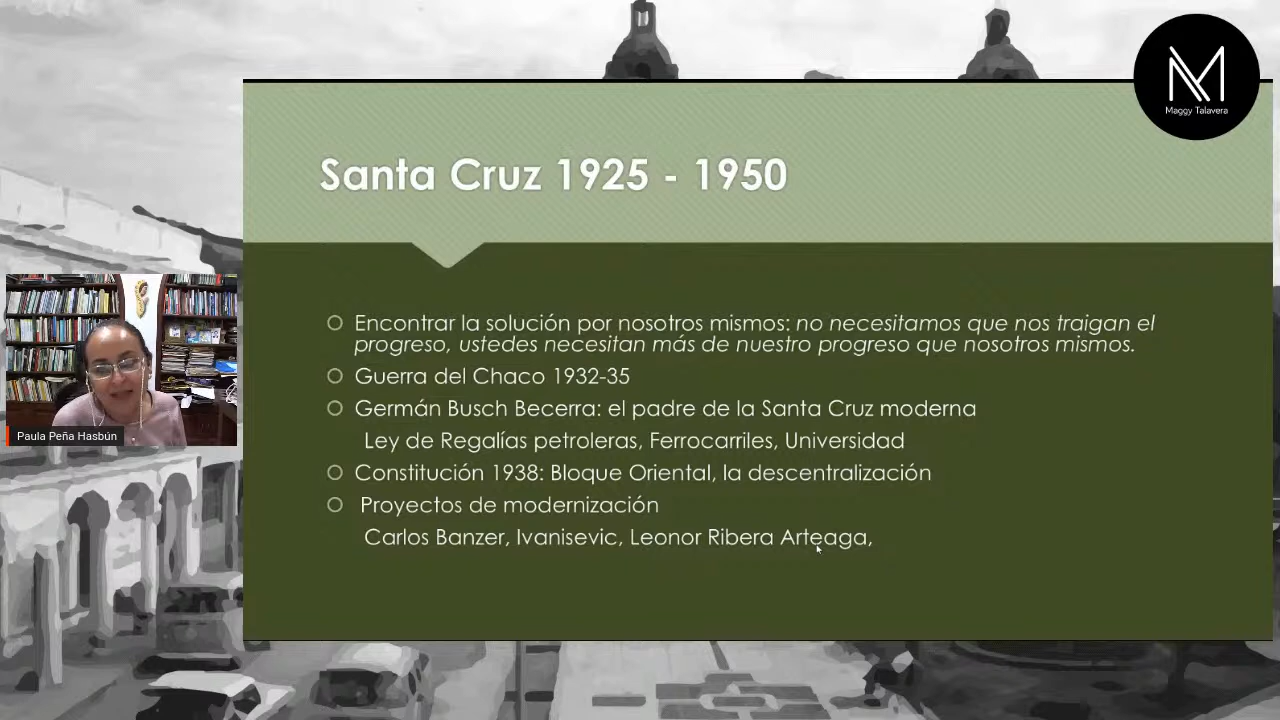 Maggy Talavera
Santa Cruz 1925 - 1950
Encontrar la solución por nosotros mismos: no necesitamos que nos traigan el
progreso, ustedes necesitan más de nuestro progreso que nosotros mismos.
Guerra del Chaco 1932-35
Germán Busch Becerra: el padre de la Santa Cruz moderna
Ley de Regalías petroleras, Ferrocarriles, Universidad
Constitución 1938: Bloque Oriental, la descentralización
Proyectos de modernización
Carlos Banzer, Ivanisevic, Leonor Ribera Arteaga,
Paula Peña Hasbún